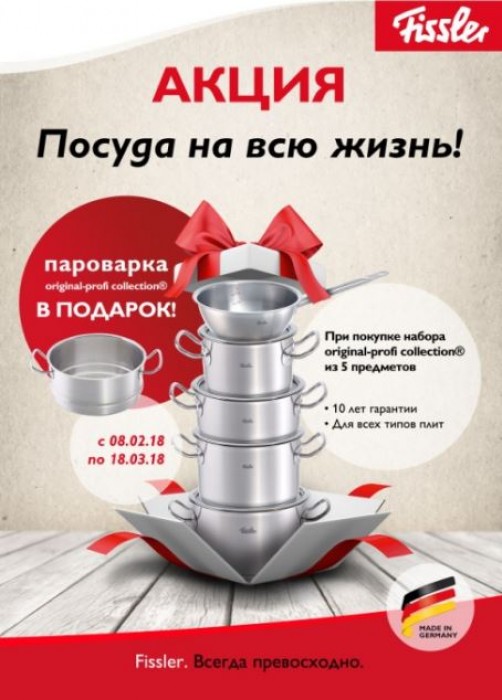 Fissler
АКЦИЯ
Посуда на всю жизнь!
пароварка
original-profi collection®
В ПОДАРОК!
При покупке набора
original-profi collection®
из 5 предметов
• 10 лет гарантии
• Для всех типов плит
с 08.02.18
по 18.03.18
MADE IN
GERMANY
Fissler. Всегда превосходно.